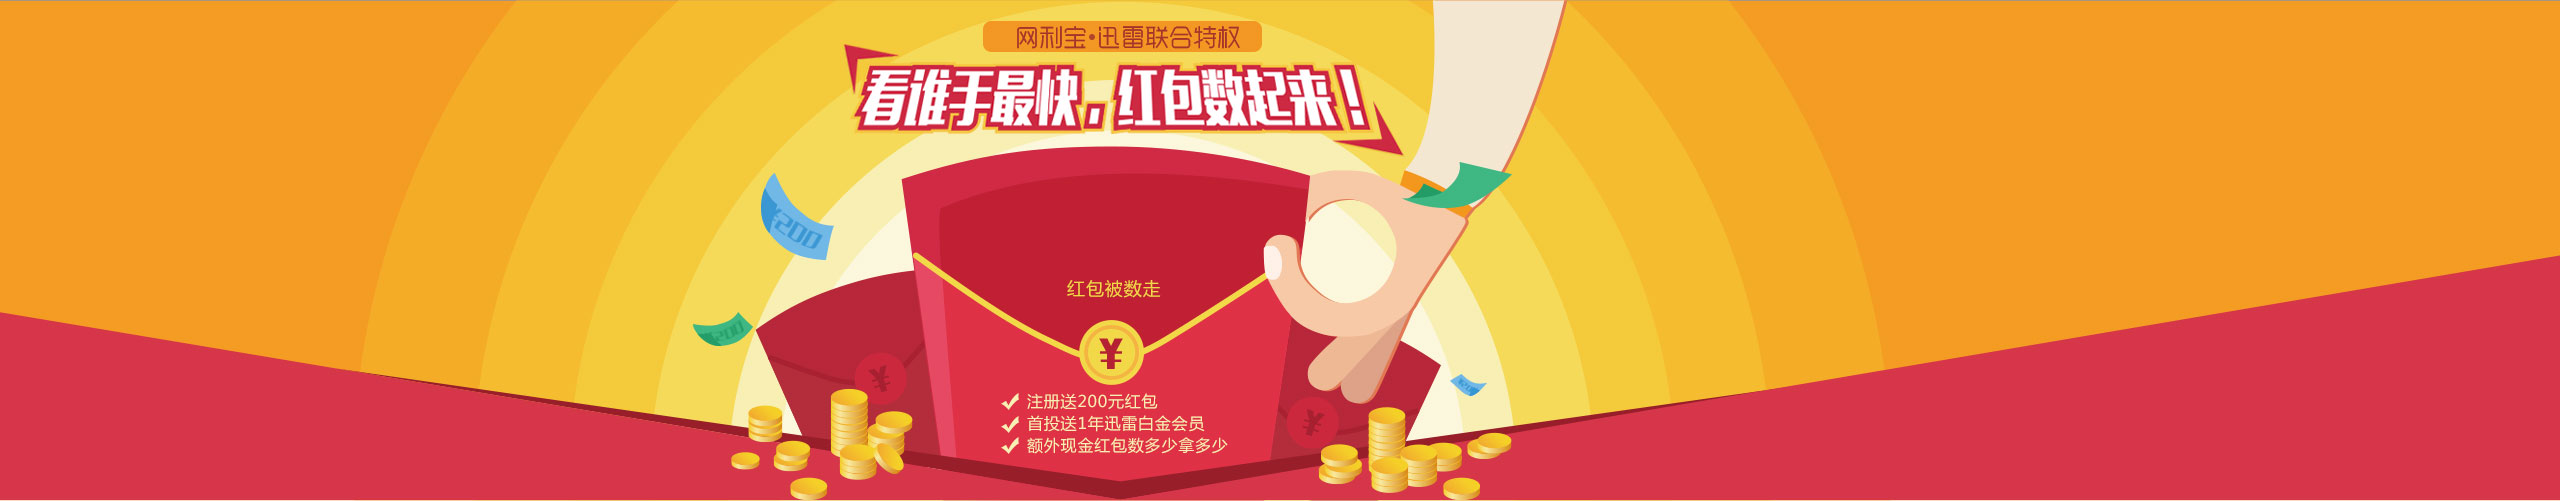 网利宝·迅雷联合特权
看谁手最快，红包数起来！
¥200
200
红包被数走
¥
¥
¥
注册送200元红包
首投送1年迅雷白金会员
额外现金红包数多少拿多少